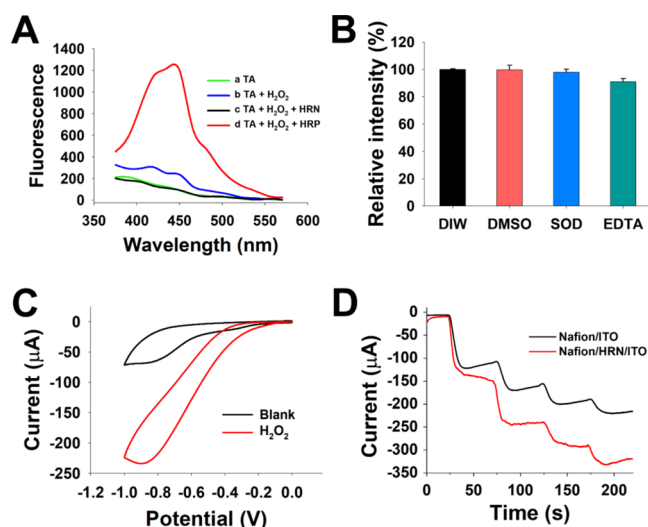 A
Fluorescence
1400
1200
1000
800
600
400
200
0
a TA
b TA + H₂O₂
c TA + H₂O₂ + HRN
d TA + H₂O₂ + HRP
350 400 450 500 550 600
Wavelength (nm)
B
Relative intensity (%)
120
100
80
60
40
20
0
DIW DMSO SOD EDTA
C
Current (μA)
50
0
-50
-100
-150
-200
-250
Blank
H₂O₂
-1.2 -1.0 -0.8 -0.6 -0.4 -0.2 0.0
Potential (V)
D
Current (μA)
0
-50
-100
-150
-200
-250
-300
-350
Nafion/ITO
Nafion/HRN/ITO
0 50 100 150 200
Time (s)